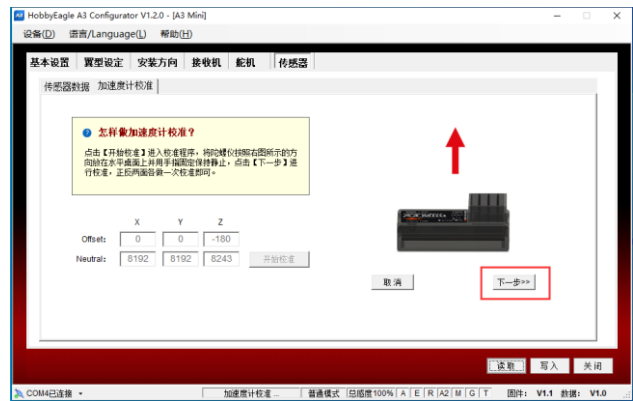 HobbyEagle A3 Configurator V1.2.0 - [A3 Mini]
设备(D) 语言/Language(L) 帮助(H)
基本设置 翼型设定 安装方向 接收机 舵机 传感器
传感器数据 加速度计校准
怎样做加速度计校准？
点击【开始校准】进入校准程序，将陀螺仪按照右图所示的方
向放在水平桌面上并用手指固定保持静止，点击【下一步】进
行校准，正反两面各做一次校准即可。
X Y Z
Offset: 0 0 -180
Neutral: 8192 8192 8243 开始校准
取消 下一步>>
读取 写入 关闭
COM4已连接 加速度计校准 ... 普通模式 总感度100% A E R A2 M G T 固件: V1.1 数据: V1.0